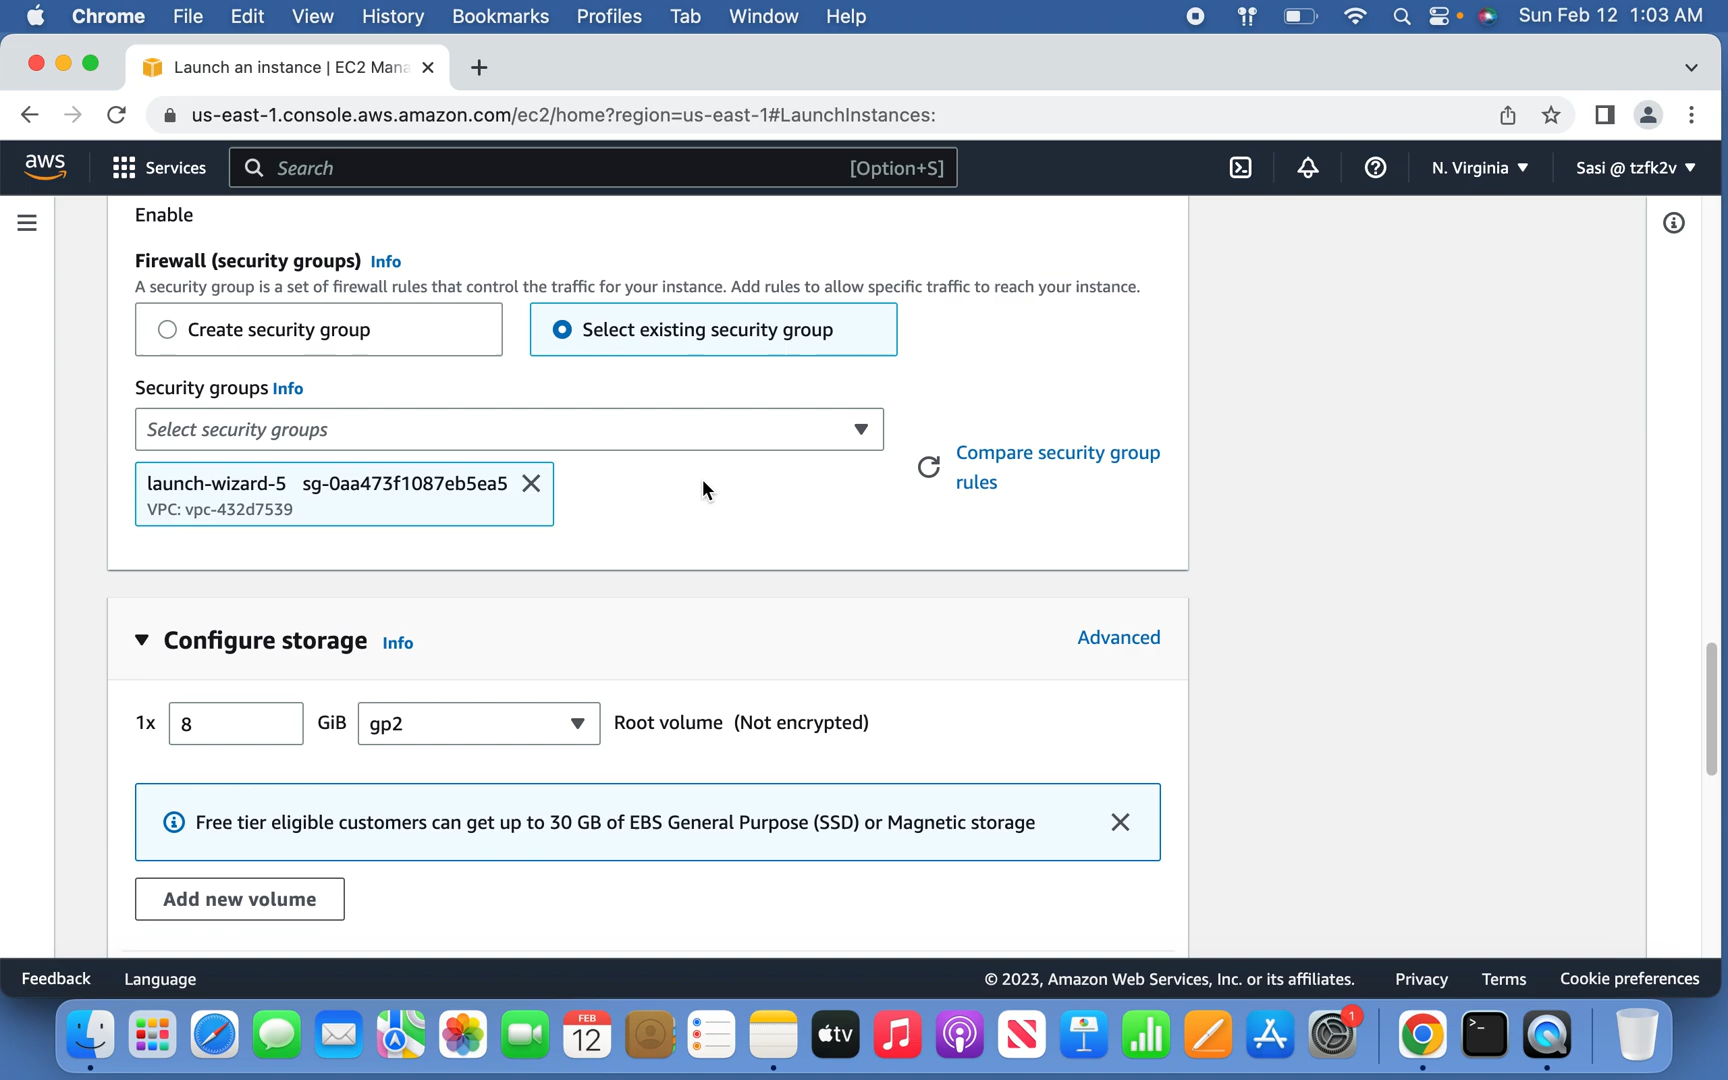 Chrome File Edit View History Bookmarks Profiles Tab Window Help Sun Feb 12 1:03 AM
Launch an instance | EC2 Mana
us-east-1.console.aws.amazon.com/ec2/home?region=us-east-1#LaunchInstances:
aws Services Search [Option+S] N. Virginia Sasi @ tzfk2v
Enable
Firewall (security groups) Info
A security group is a set of firewall rules that control the traffic for your instance. Add rules to allow specific traffic to reach your instance.
Create security group Select existing security group
Security groups Info
Select security groups
Compare security group
rules
launch-wizard-5 sg-0aa473f1087eb5ea5
VPC: vpc-432d7539
Configure storage Info Advanced
1x 8 GiB gp2 Root volume (Not encrypted)
Free tier eligible customers can get up to 30 GB of EBS General Purpose (SSD) or Magnetic storage
Add new volume
Feedback Language © 2023, Amazon Web Services, Inc. or its affiliates. Privacy Terms Cookie preferences
FEB
12
tv
1